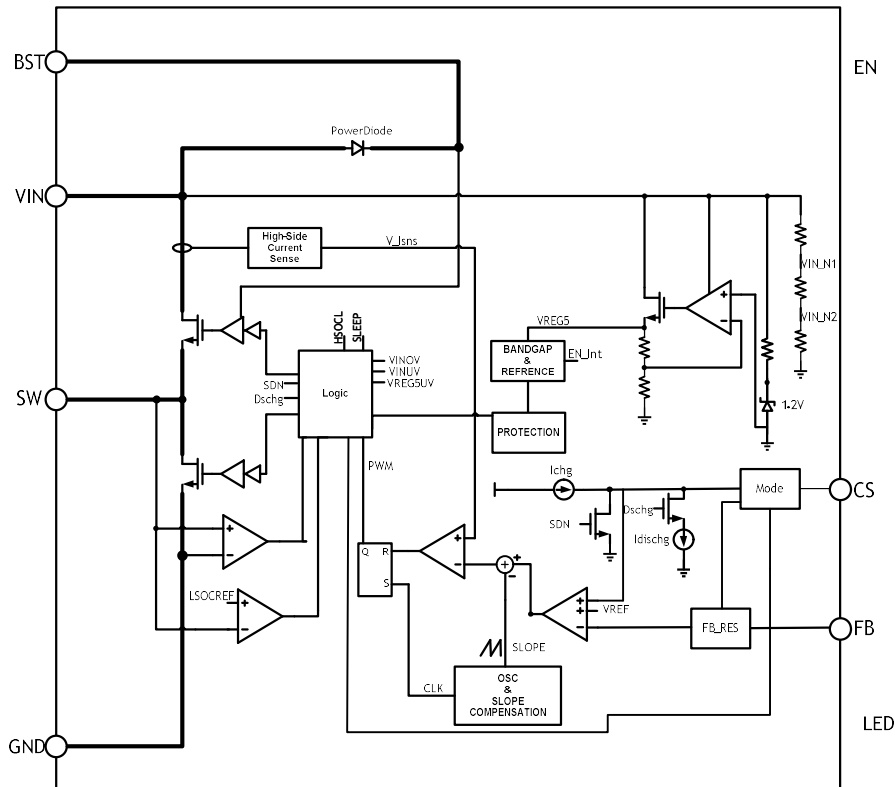 BST
EN
PowerDiode
VIN
High-Side
Current
Sense
V_Isns
VIN_N1
VIN_N2
HSOCL
SLEEP
VREG5
BANDGAP
&
REFRENCE
EN_Int
VINOV
VINUV
VREG5UV
Logic
SDN
Dschg
SW
1.2V
PROTECTION
PWM
Ichg
Mode
CS
SDN
Dschg
Idischg
+
-
Q
R
S
+
-
+
-
+
LSOCREF
+
-
+
+
-
VREF
FB_RES
FB
SLOPE
CLK
OSC
&
SLOPE
COMPENSATION
LED
GND
+
-